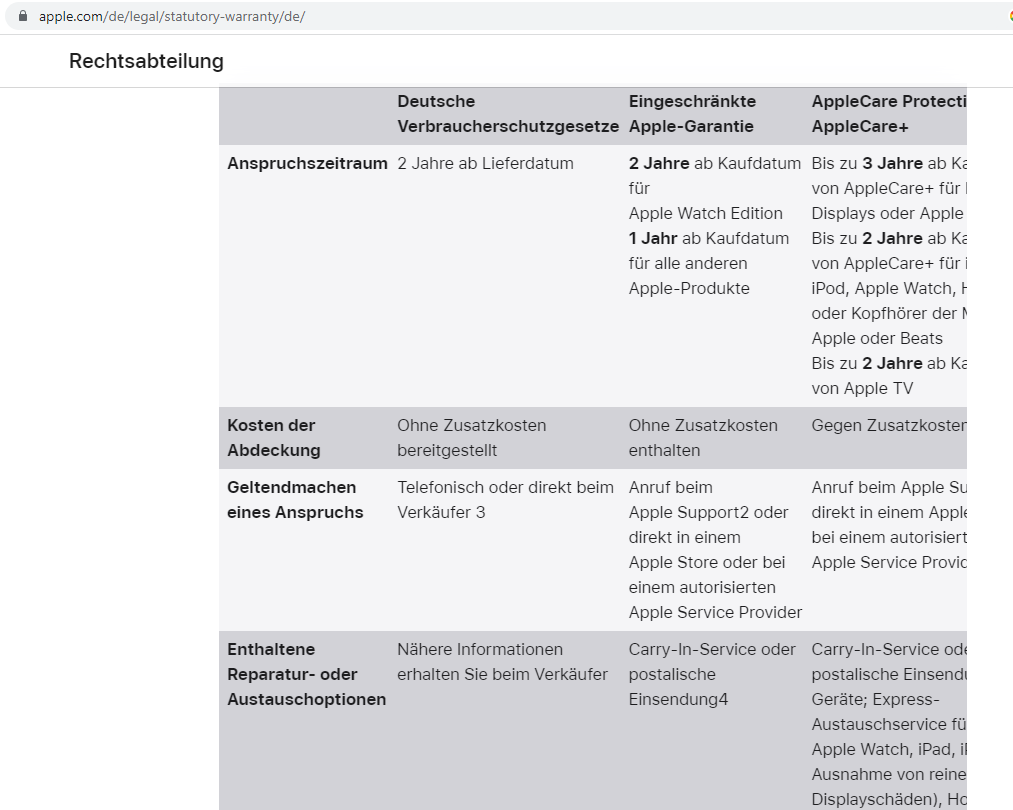 apple.com/de/legal/statutory-warranty/de/
Rechtsabteilung
Deutsche
Verbraucherschutzgesetze
Eingeschränkte
Apple-Garantie
AppleCare Protecti
AppleCare+
Anspruchszeitraum
2 Jahre ab Lieferdatum
2 Jahre ab Kaufdatum
für
Apple Watch Edition
1 Jahr ab Kaufdatum
für alle anderen
Apple-Produkte
Bis zu 3 Jahre ab Ka
von AppleCare+ für
Displays oder Apple
Bis zu 2 Jahre ab Ka
von AppleCare+ für i
iPod, Apple Watch, H
oder Kopfhörer der M
Apple oder Beats
Bis zu 2 Jahre ab Ka
von Apple TV
Kosten der
Abdeckung
Ohne Zusatzkosten
bereitgestellt
Ohne Zusatzkosten
enthalten
Gegen Zusatzkosten
Geltendmachen
eines Anspruchs
Telefonisch oder direkt beim
Verkäufer 3
Anruf beim
Apple Support2 oder
direkt in einem
Apple Store oder bei
einem autorisierten
Apple Service Provider
Anruf beim Apple Su
direkt in einem Apple
bei einem autorisiert
Apple Service Provid
Enthaltene
Reparatur- oder
Austauschoptionen
Nähere Informationen
erhalten Sie beim Verkäufer
Carry-In-Service oder
postalische
Einsendung4
Carry-In-Service ode
postalische Einsendu
Geräte; Express-
Austauschservice fü
Apple Watch, iPad, iP
Ausnahme von reine
Displayschäden), Ho